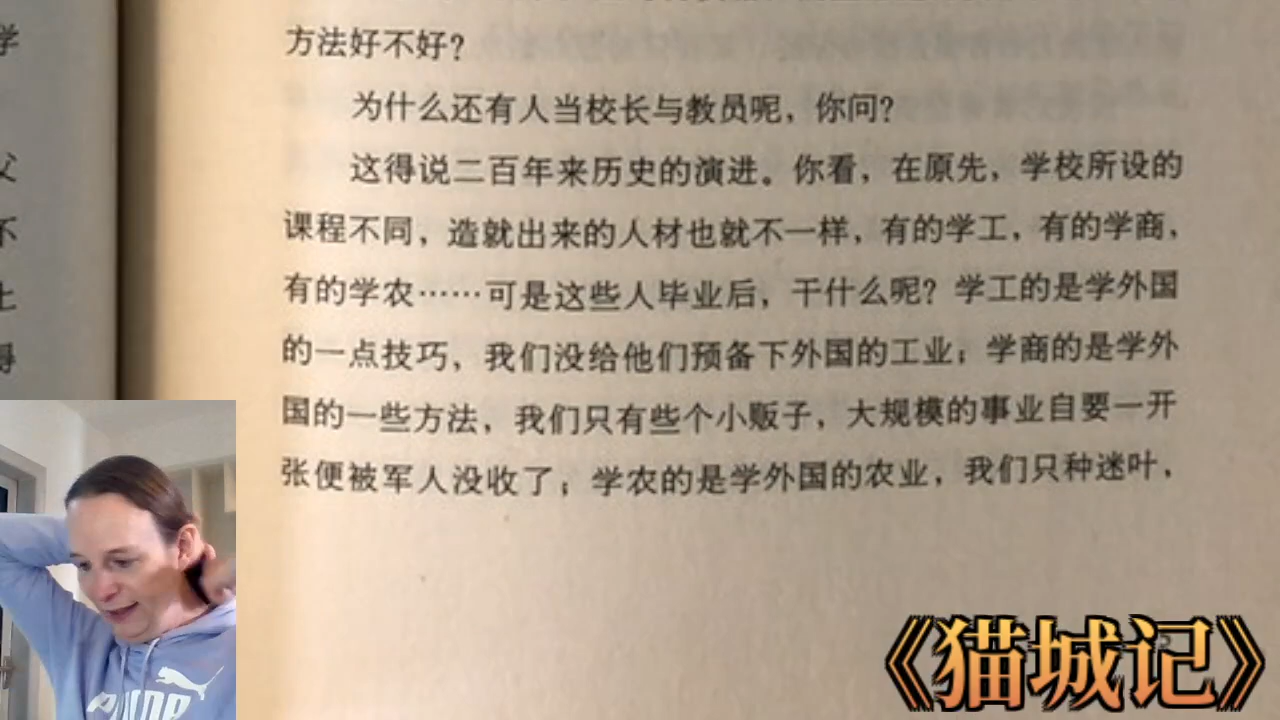 学
父
不
上
得
方法好不好?
为什么还有人当校长与教员呢，你问?
这得说二百年来历史的演进。你看，在原先，学校所设的
课程不同，造就出来的人材也就不一样，有的学工，有的学商，
有的学农……可是这些人毕业后，干什么呢？学工的是学外国
的一点技巧，我们没给他们预备下外国的工业；学商的是学外
国的一些方法，我们只有些个小贩子，大规模的事业自要一开
张便被军人没收了；学农的是学外国的农业，我们只种迷叶，
PUMA
《猫城记》